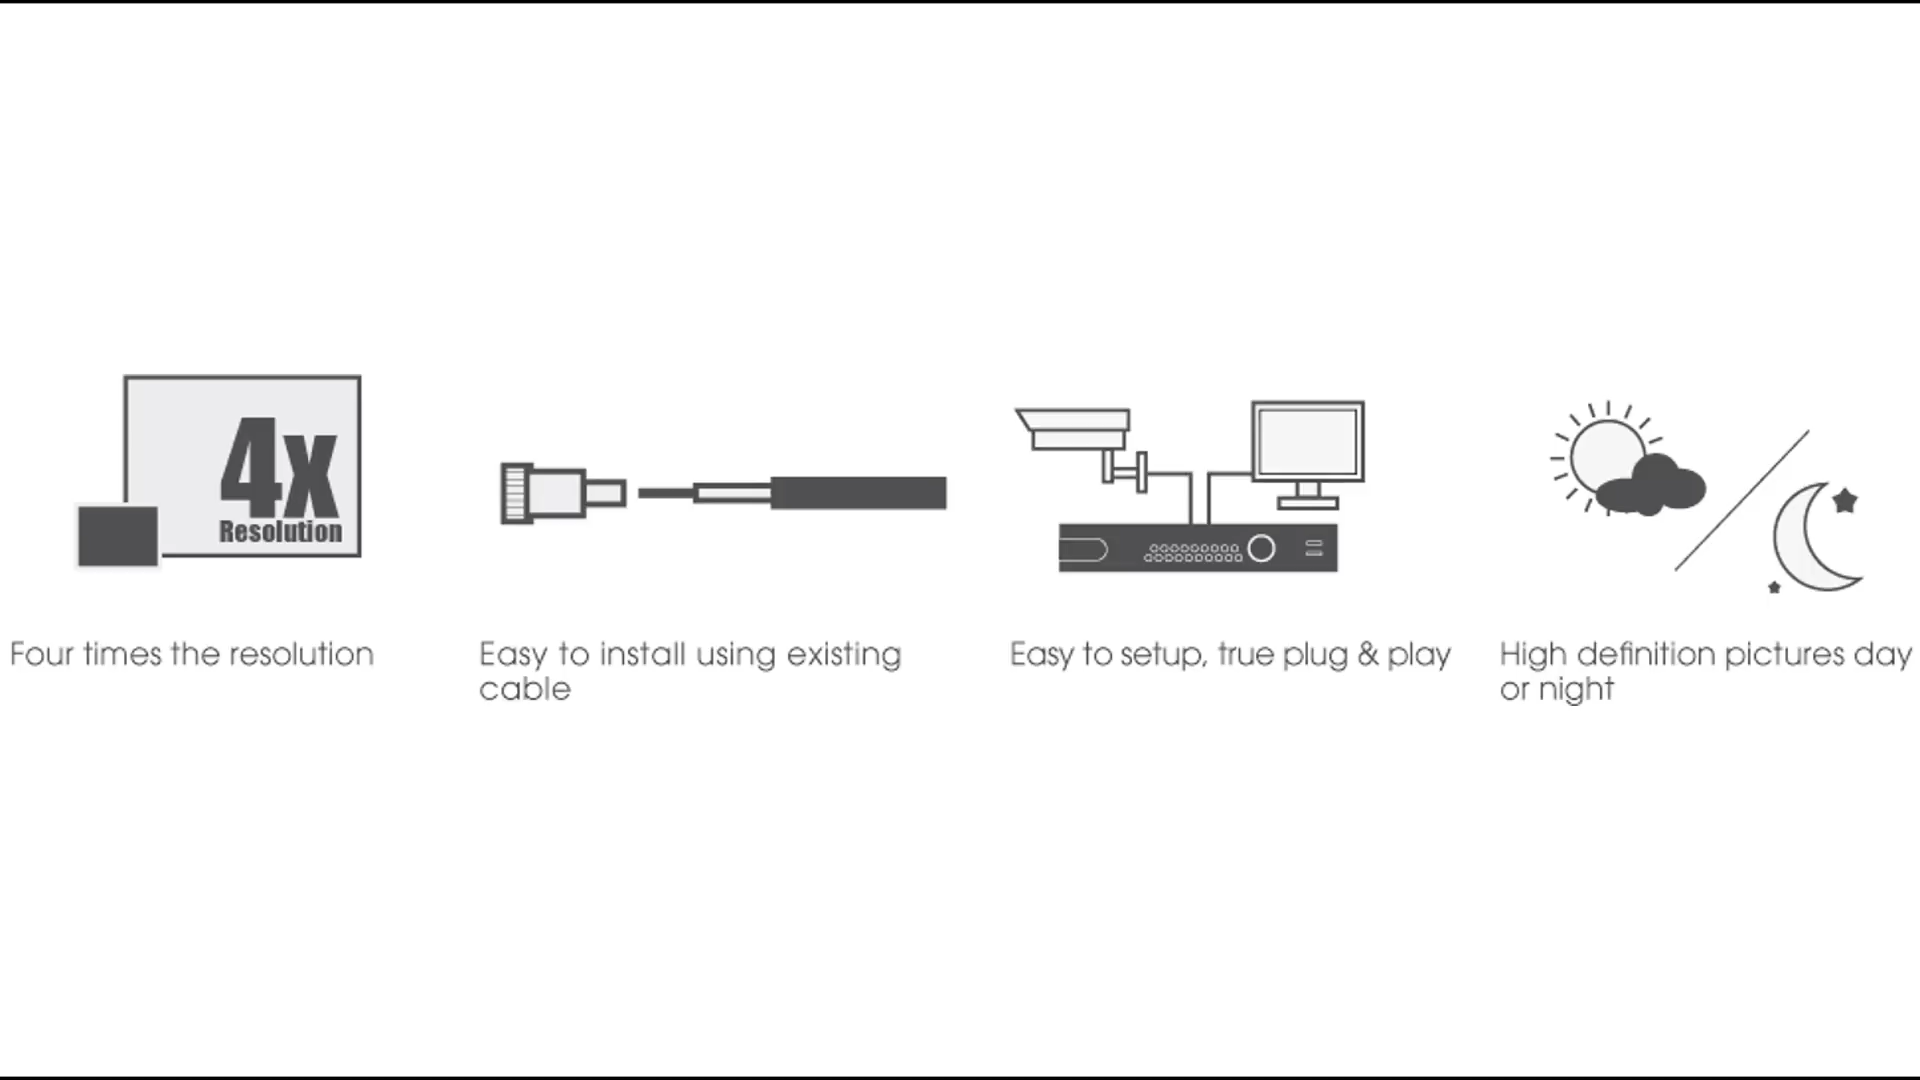 4x
Resolution
Four times the resolution
Easy to install using existing
cable
Easy to setup, true plug & play
High definition pictures day
or night